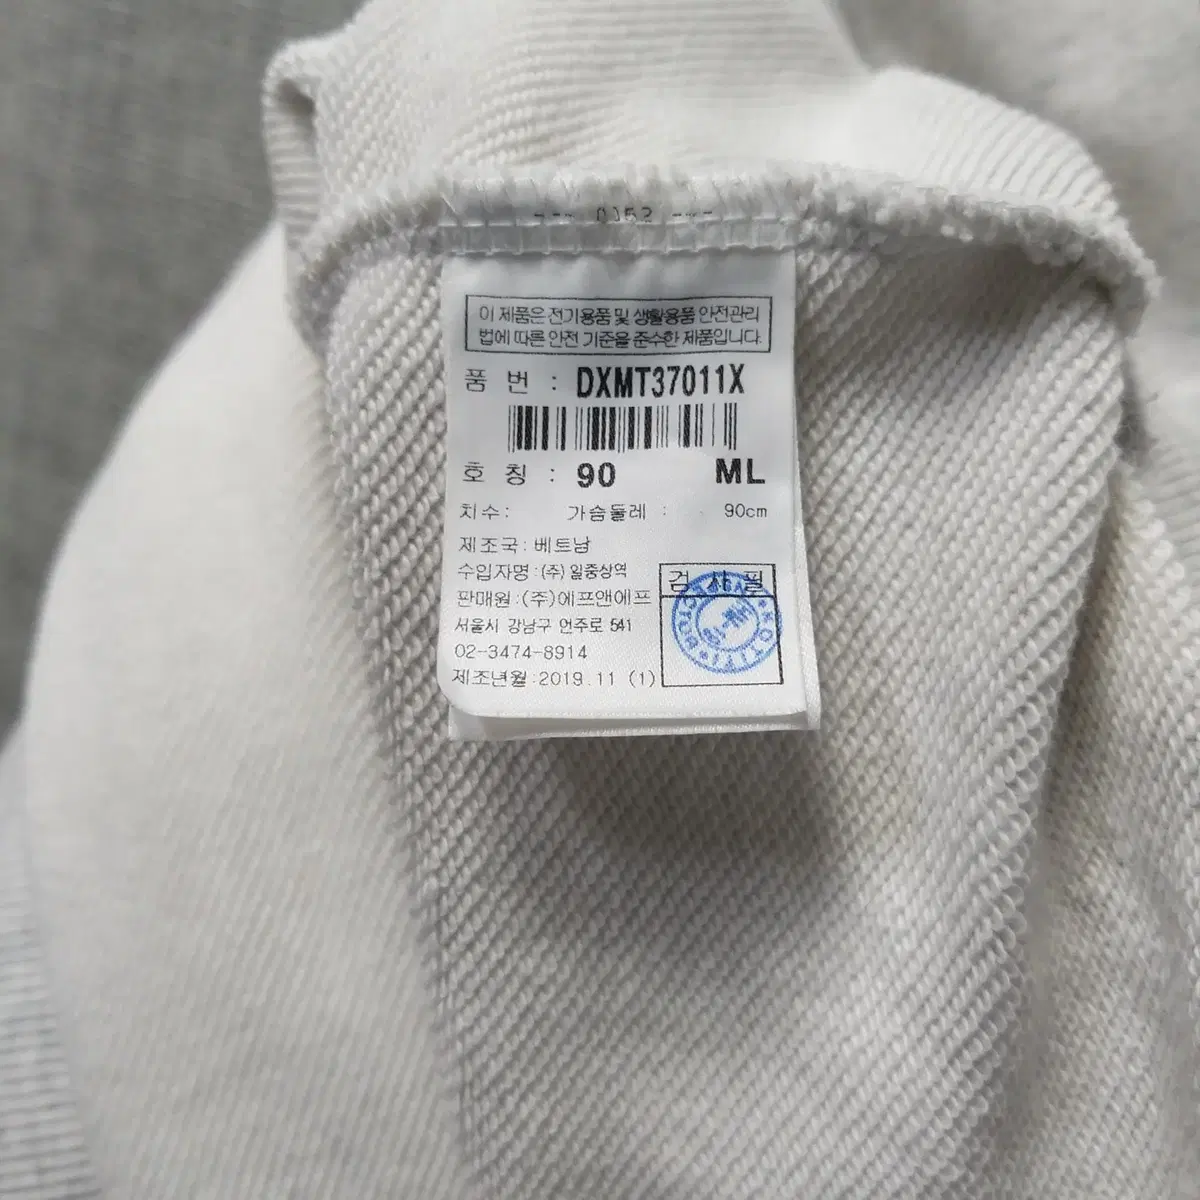 이 제품은 전기용품 및 생활용품 안전관리
법에 따른 안전 기준을 준수한 제품입니다.
품 번 : DXMT37011X
호 칭 : 90 ML
치수: 가슴둘레 : 90cm
제조국: 베트남
수입자명 : (주) 일중상역
판매원 :(주)에프앤에프
서울시 강남구 언주로 541
02-3474-8914
제조년월:2019.11 (1)
검 사 필
KOTITI